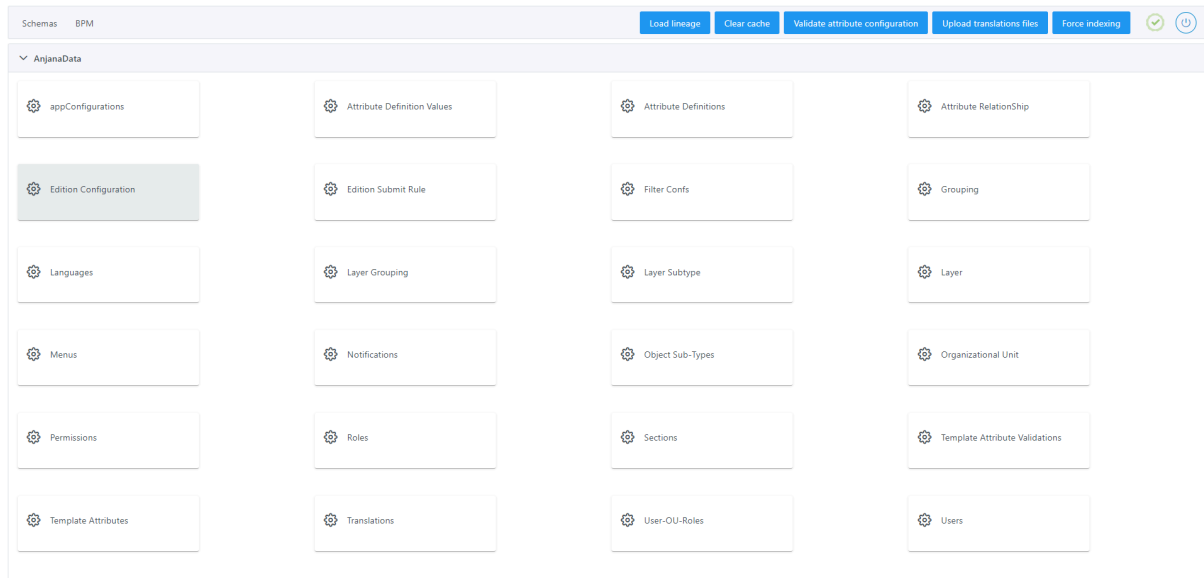 Schemas BPM Load lineage Clear cache Validate attribute configuration Upload translations files Force indexing
AnjanaData
appConfigurations Attribute Definition Values Attribute Definitions Attribute RelationShip
Edition Configuration Edition Submit Rule Filter Confs Grouping
Languages Layer Grouping Layer Subtype Layer
Menus Notifications Object Sub-Types Organizational Unit
Permissions Roles Sections Template Attribute Validations
Template Attributes Translations User-OU-Roles Users